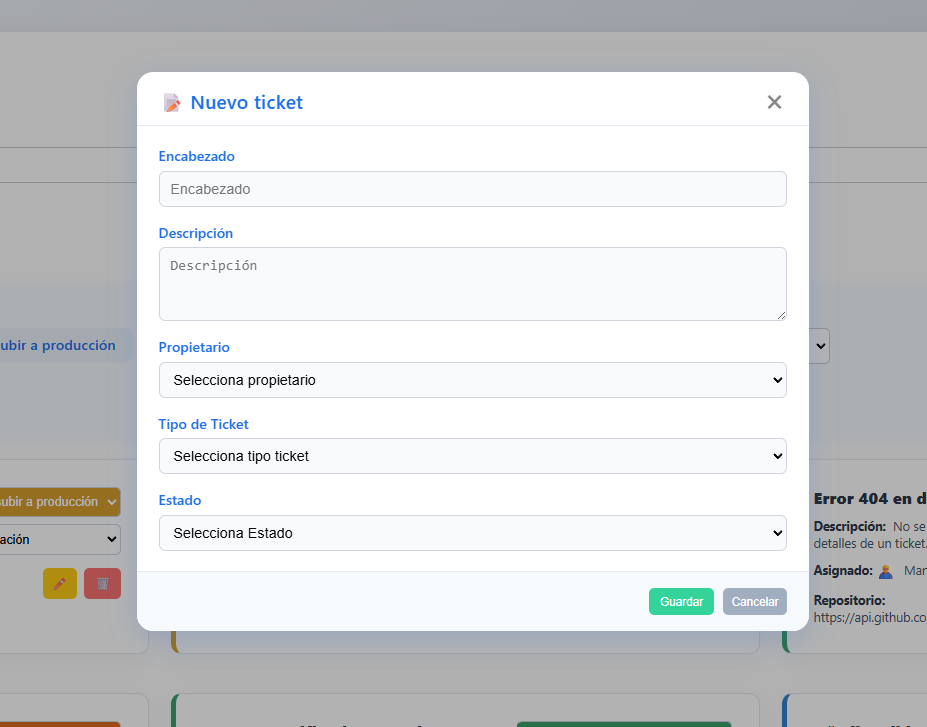 Nuevo ticket
Encabezado
Encabezado
Descripción
Descripción
Propietario
Selecciona propietario
Tipo de Ticket
Selecciona tipo ticket
Estado
Selecciona Estado
Guardar
Cancelar
ubir a producción
subir a producción
ación
Error 404 en d
Descripción: No se
detalles de un ticket.
Asignado: Mar
Repositorio:
https://api.github.co